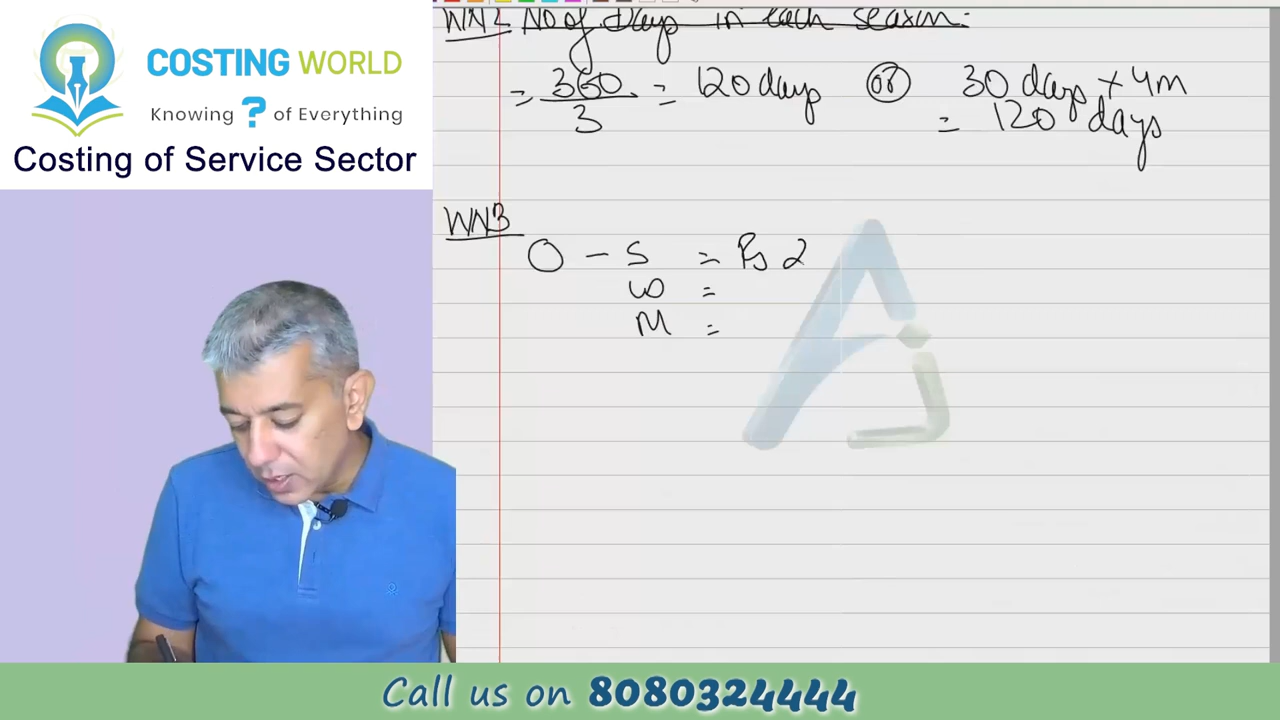 COSTING WORLD
Knowing ? of Everything
Costing of Service Sector
WN2 No of Days in each season:
= 360/3 = 120 days or 30 days × 4m
= 120 days
WN3
O - S = Rs 2
W =
M =
Call us on 8080324444